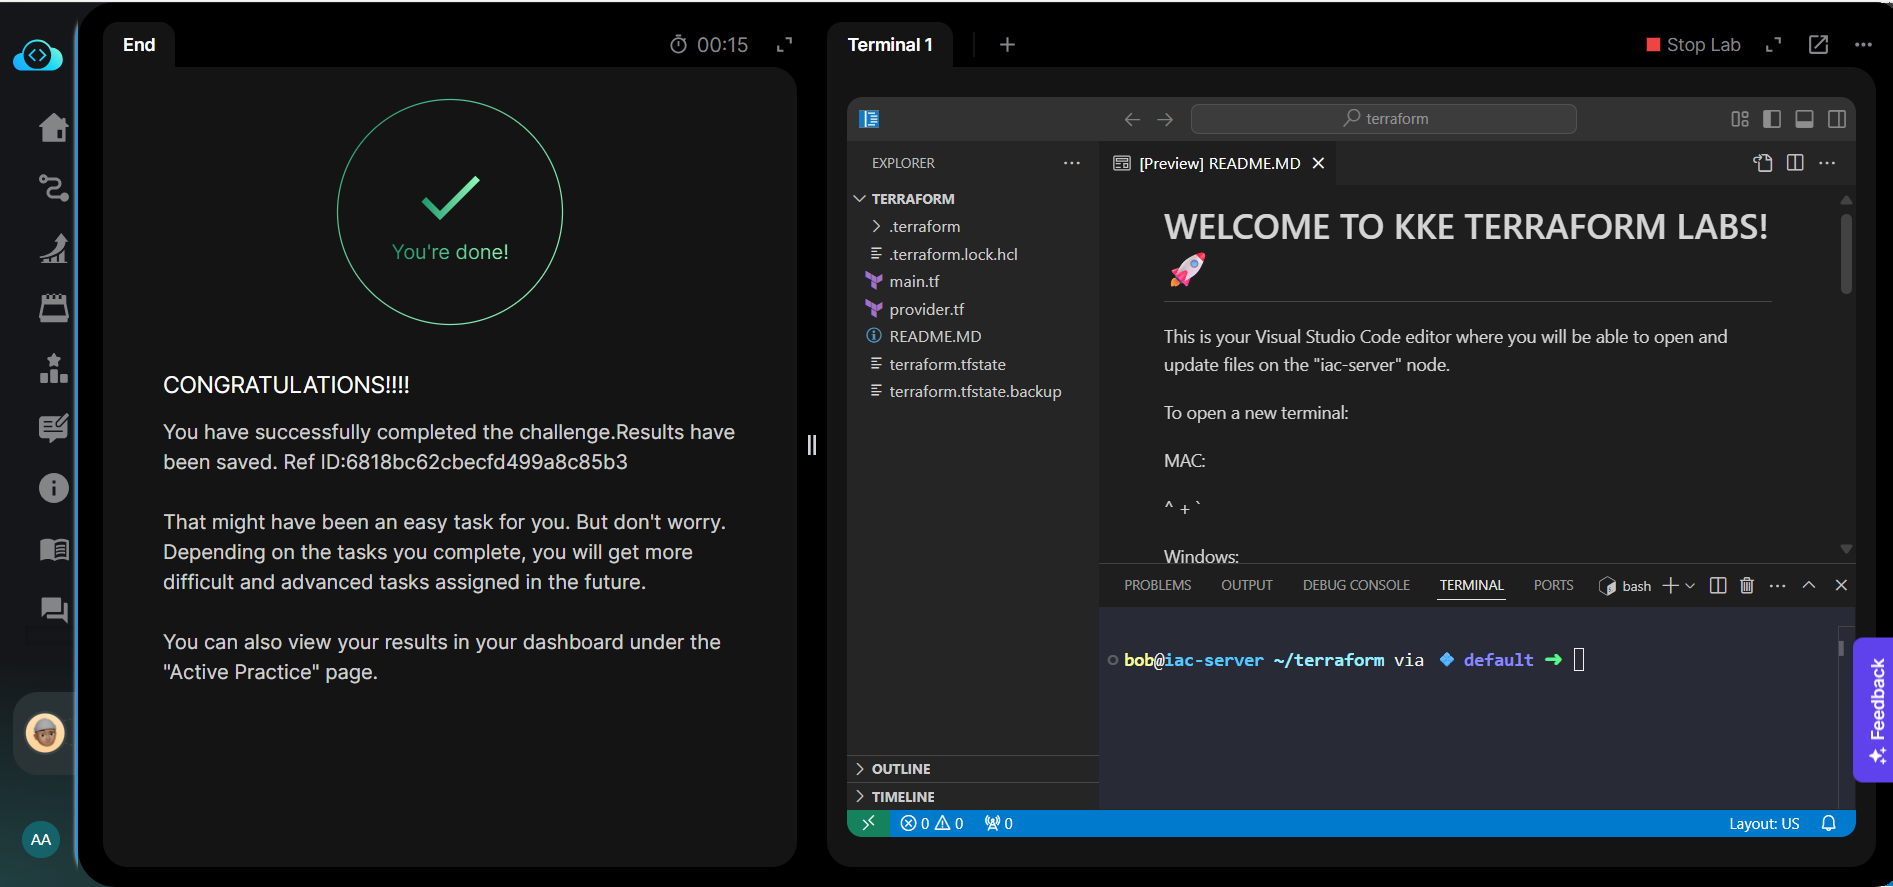 End
00:15
You're done!
CONGRATULATIONS!!!!
You have successfully completed the challenge.Results have
been saved. Ref ID:6818bc62cbecfd499a8c85b3
That might have been an easy task for you. But don't worry.
Depending on the tasks you complete, you will get more
difficult and advanced tasks assigned in the future.
You can also view your results in your dashboard under the
"Active Practice" page.
AA
Terminal 1
Stop Lab
terraform
EXPLORER
TERRAFORM
.terraform
.terraform.lock.hcl
main.tf
provider.tf
README.MD
terraform.tfstate
terraform.tfstate.backup
OUTLINE
TIMELINE
[Preview] README.MD
WELCOME TO KKE TERRAFORM LABS!
🚀
This is your Visual Studio Code editor where you will be able to open and
update files on the "iac-server" node.
To open a new terminal:
MAC:
^ + `
Windows:
PROBLEMS OUTPUT DEBUG CONSOLE TERMINAL PORTS bash
bob@iac-server ~/terraform via default ➜
0 0 0
Layout: US
Feedback